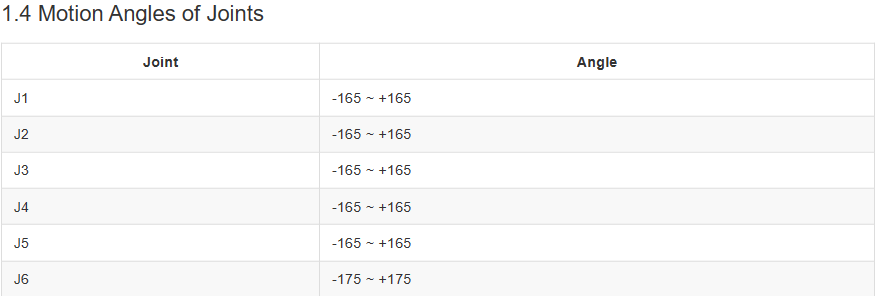 1.4 Motion Angles of Joints
Joint Angle
J1 -165 ~ +165
J2 -165 ~ +165
J3 -165 ~ +165
J4 -165 ~ +165
J5 -165 ~ +165
J6 -175 ~ +175